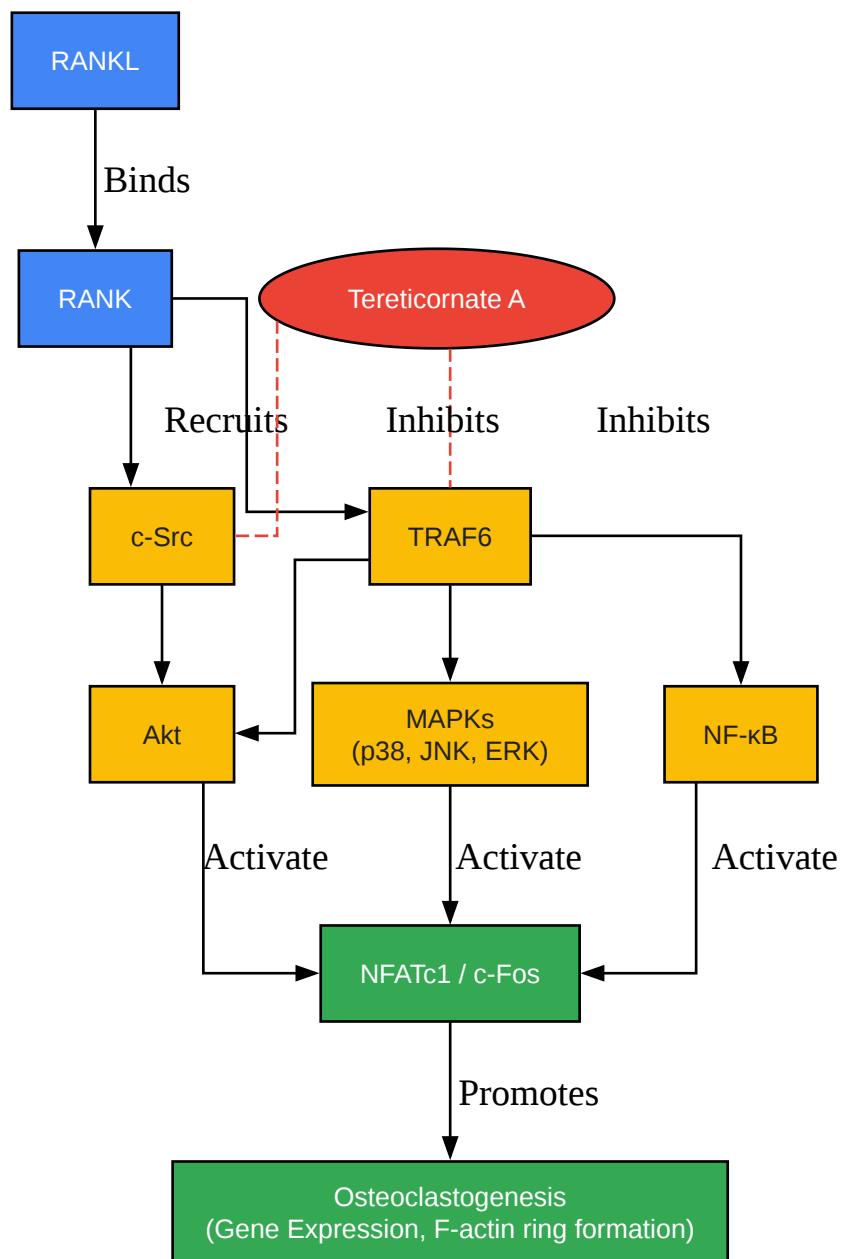 RANKL
Binds
RANK
Tereticornate A
Recruits
Inhibits
Inhibits
c-Src
TRAF6
Akt
MAPKs
(p38, JNK, ERK)
NF-κB
Activate
Activate
Activate
NFATc1 / c-Fos
Promotes
Osteoclastogenesis
(Gene Expression, F-actin ring formation)